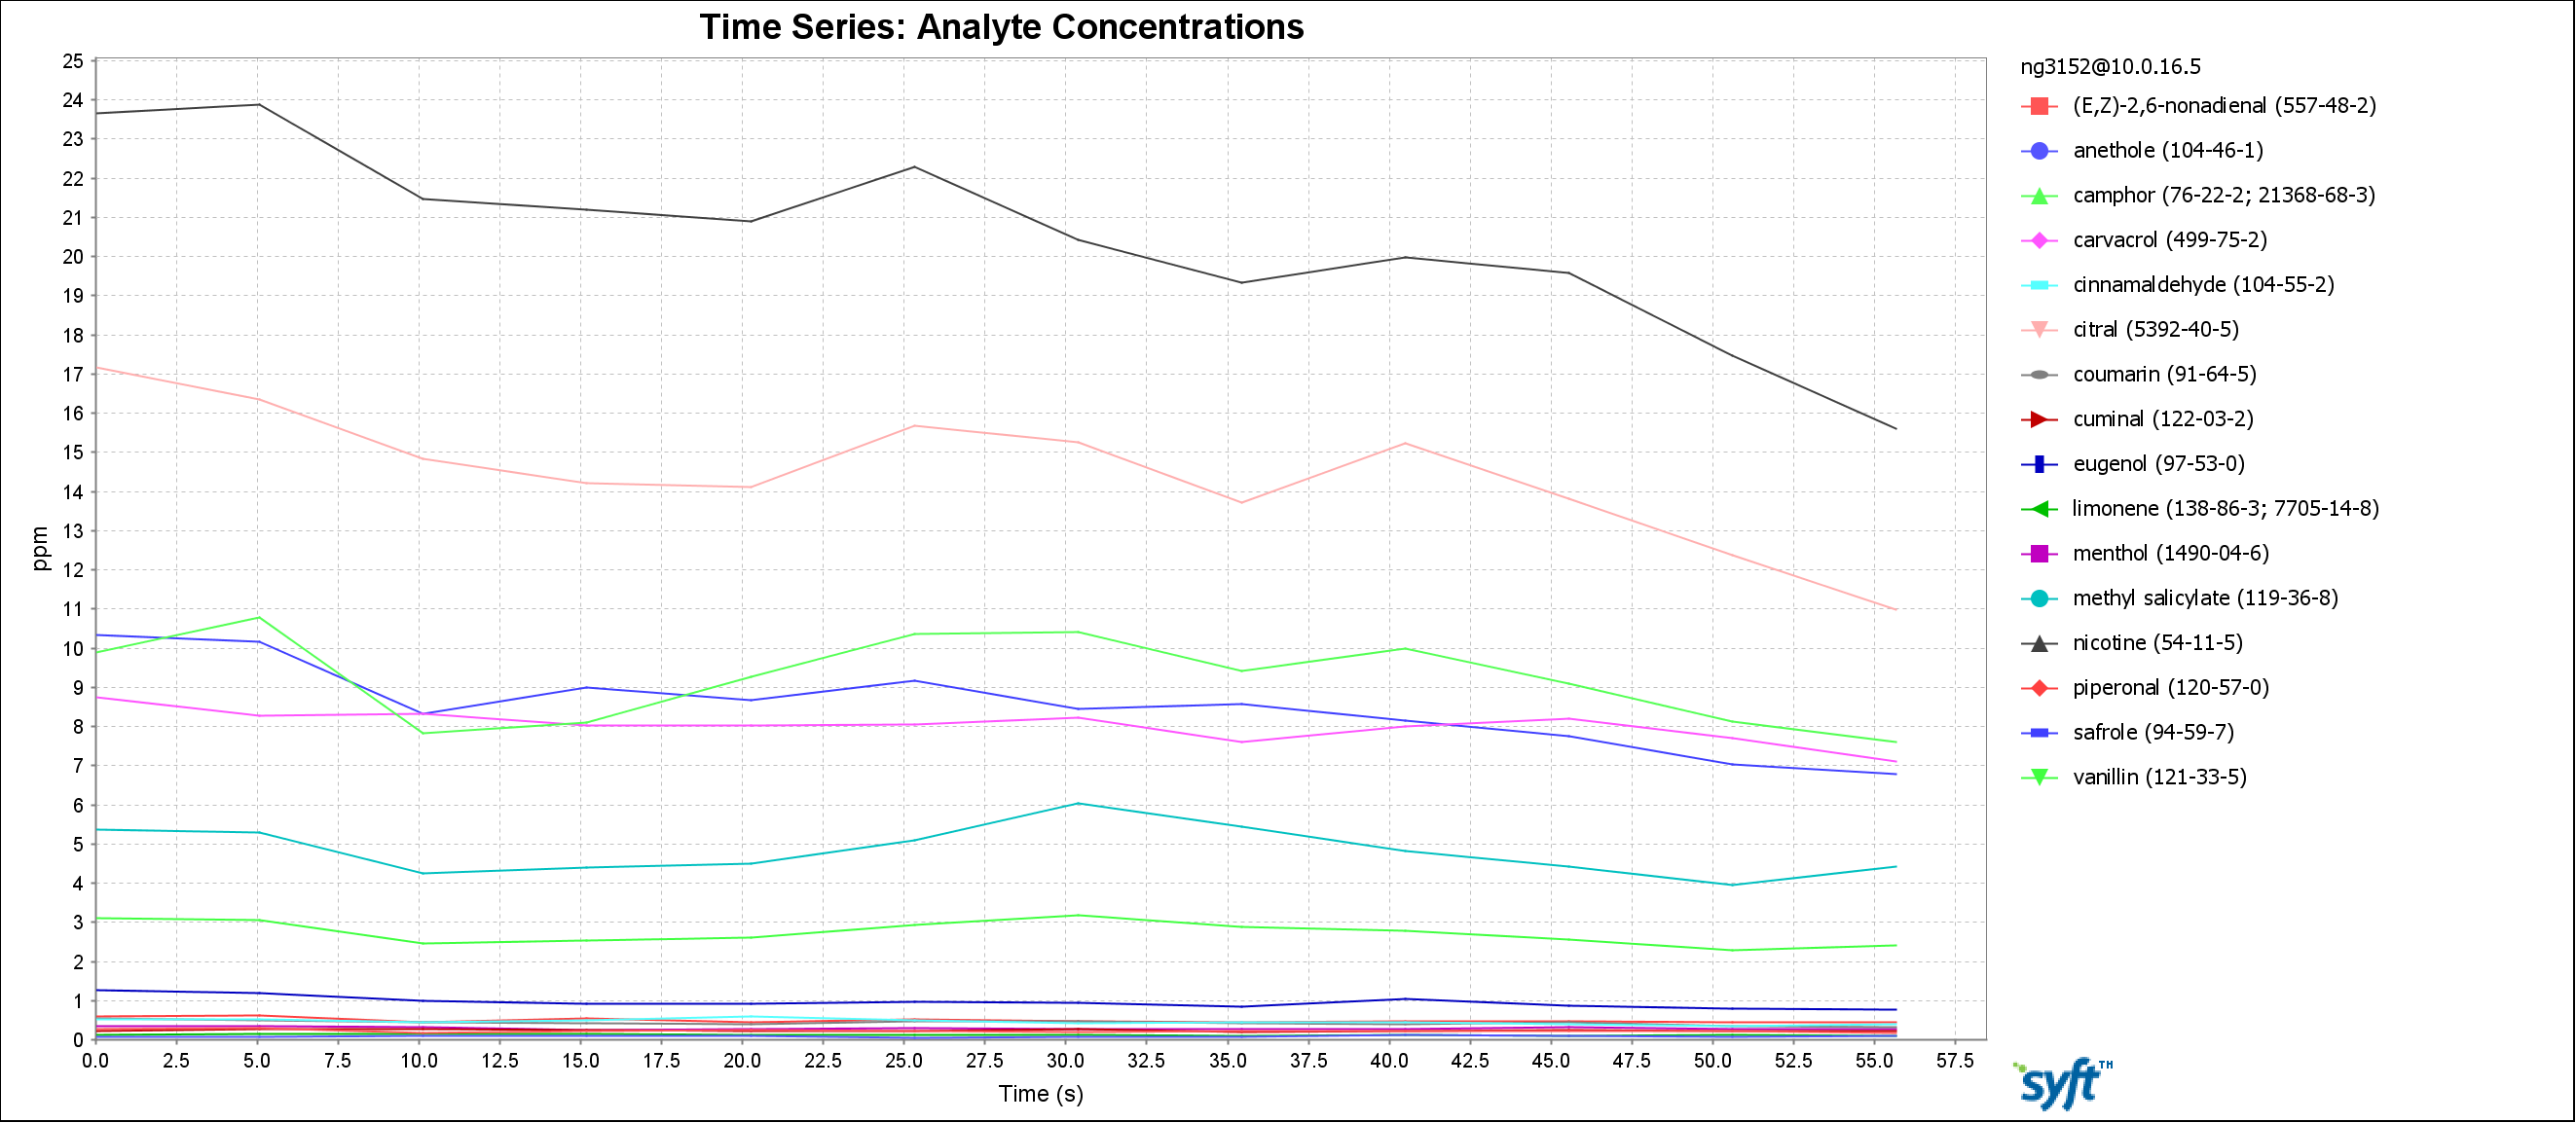 Time Series: Analyte Concentrations
25
24
23
22
21
20
19
18
17
16
15
14
13
12
11
10
9
8
7
6
5
4
3
2
1
0
ppm
0.0 2.5 5.0 7.5 10.0 12.5 15.0 17.5 20.0 22.5 25.0 27.5 30.0 32.5 35.0 37.5 40.0 42.5 45.0 47.5 50.0 52.5 55.0 57.5
Time (s)
ng3152@10.0.16.5
(E,Z)-2,6-nonadienal (557-48-2)
anethole (104-46-1)
camphor (76-22-2; 21368-68-3)
carvacrol (499-75-2)
cinnamaldehyde (104-55-2)
citral (5392-40-5)
coumarin (91-64-5)
cuminal (122-03-2)
eugenol (97-53-0)
limonene (138-86-3; 7705-14-8)
menthol (1490-04-6)
methyl salicylate (119-36-8)
nicotine (54-11-5)
piperonal (120-57-0)
safrole (94-59-7)
vanillin (121-33-5)
syft™